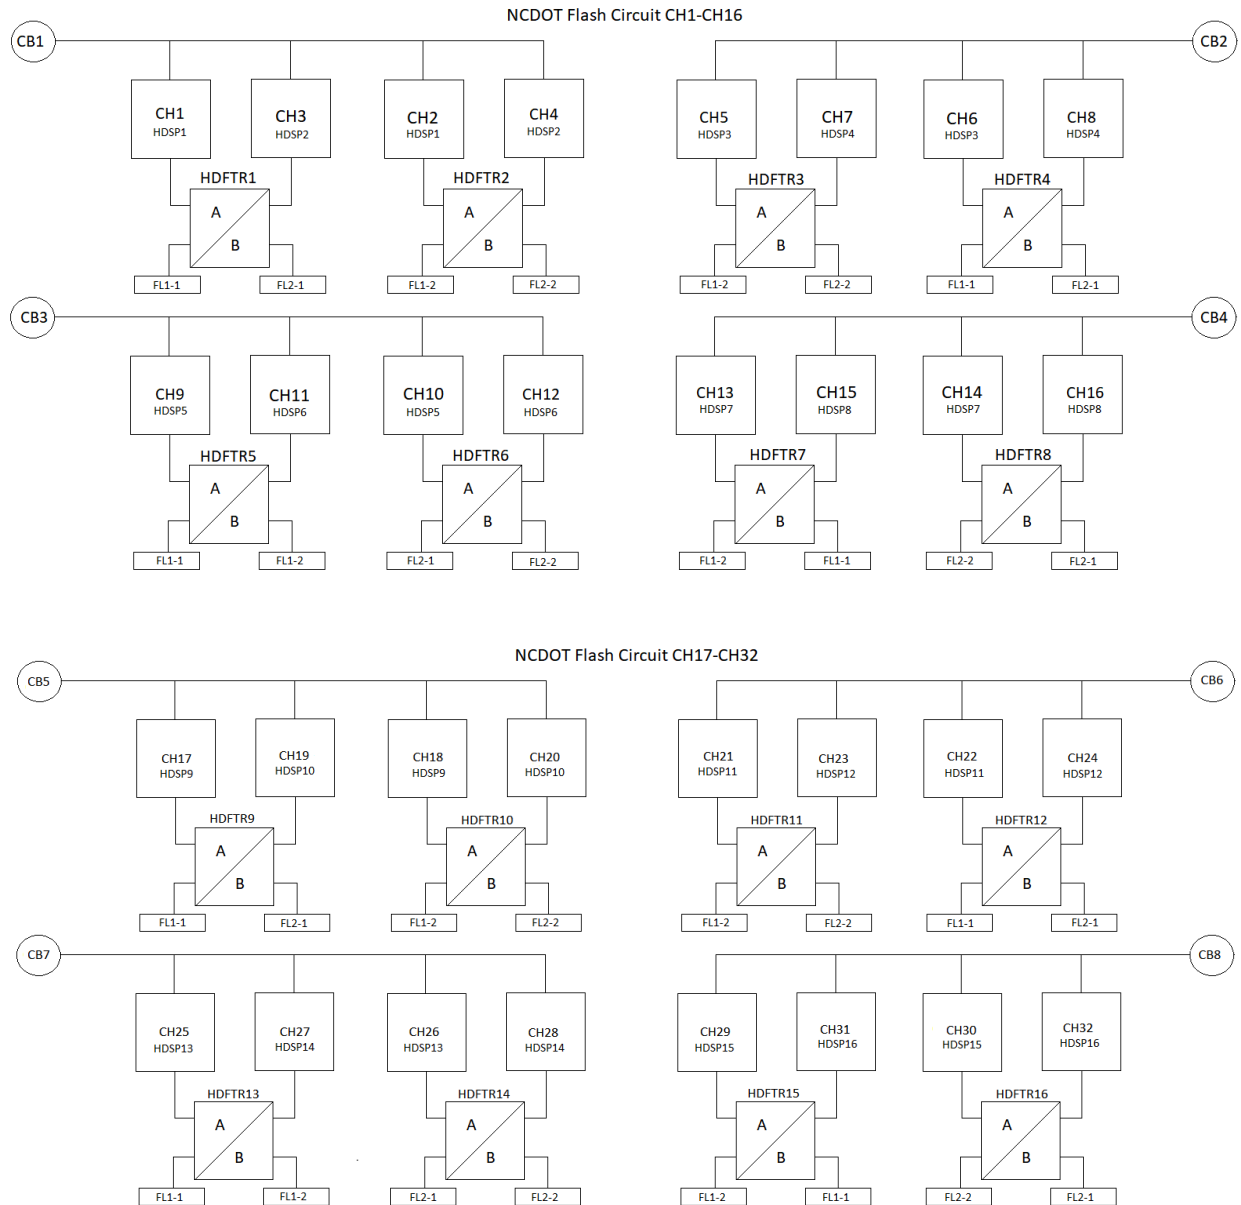 NCDOT Flash Circuit CH1-CH16
CB1
CB2
CH1
HDSP1
CH3
HDSP2
CH2
HDSP1
CH4
HDSP2
CH5
HDSP3
CH7
HDSP4
CH6
HDSP3
CH8
HDSP4
HDFTR1
HDFTR2
HDFTR3
HDFTR4
A
B
A
B
A
B
A
B
FL1-1
FL2-1
FL1-2
FL2-2
FL1-2
FL2-2
FL1-1
FL2-1
CB3
CB4
CH9
HDSP5
CH11
HDSP6
CH10
HDSP5
CH12
HDSP6
CH13
HDSP7
CH15
HDSP8
CH14
HDSP7
CH16
HDSP8
HDFTR5
HDFTR6
HDFTR7
HDFTR8
A
B
A
B
A
B
A
B
FL1-1
FL1-2
FL2-1
FL2-2
FL1-2
FL1-1
FL2-2
FL2-1
NCDOT Flash Circuit CH17-CH32
CB5
CB6
CH17
HDSP9
CH19
HDSP10
CH18
HDSP9
CH20
HDSP10
CH21
HDSP11
CH23
HDSP12
CH22
HDSP11
CH24
HDSP12
HDFTR9
HDFTR10
HDFTR11
HDFTR12
A
B
A
B
A
B
A
B
FL1-1
FL2-1
FL1-2
FL2-2
FL1-2
FL2-2
FL1-1
FL2-1
CB7
CB8
CH25
HDSP13
CH27
HDSP14
CH26
HDSP13
CH28
HDSP14
CH29
HDSP15
CH31
HDSP16
CH30
HDSP15
CH32
HDSP16
HDFTR13
HDFTR14
HDFTR15
HDFTR16
A
B
A
B
A
B
A
B
FL1-1
FL1-2
FL2-1
FL2-2
FL1-2
FL1-1
FL2-2
FL2-1